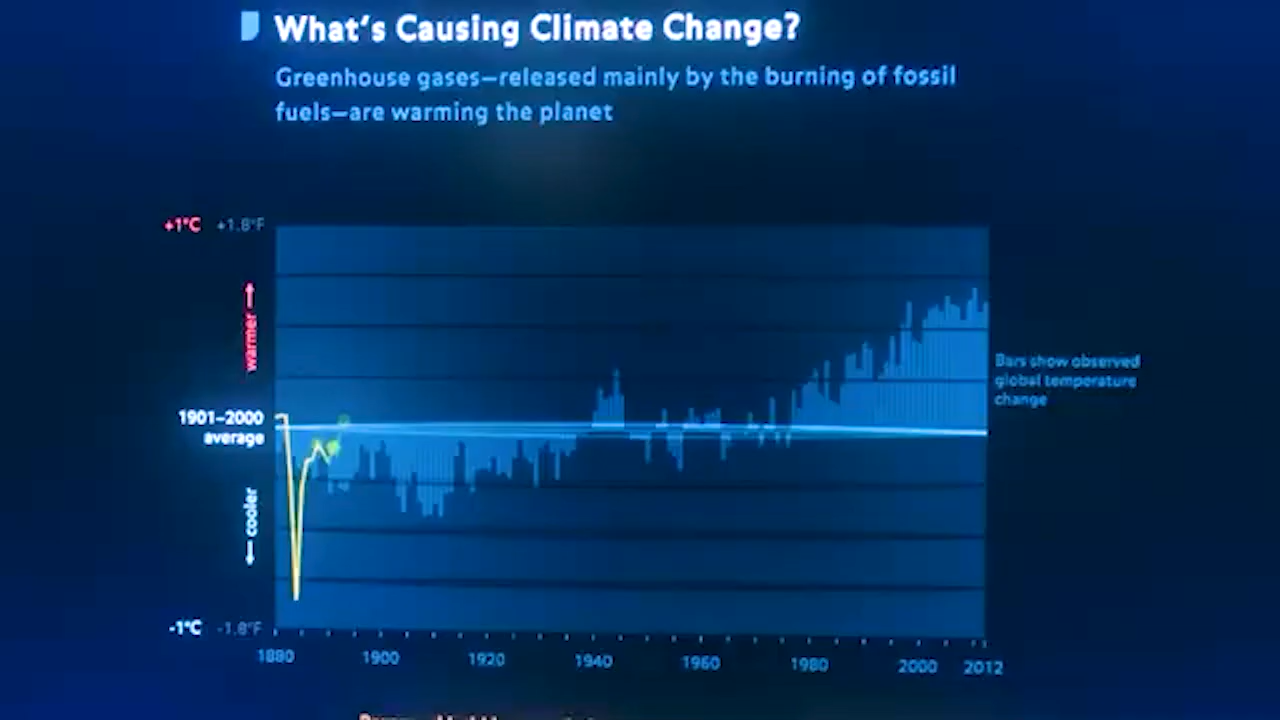 What's Causing Climate Change?
Greenhouse gases—released mainly by the burning of fossil
fuels—are warming the planet
+1°C +1.8°F
warmer
1901–2000
average
cooler
-1°C -1.8°F
Bars show observed
global temperature
change
1880 1900 1920 1940 1960 1980 2000 2012